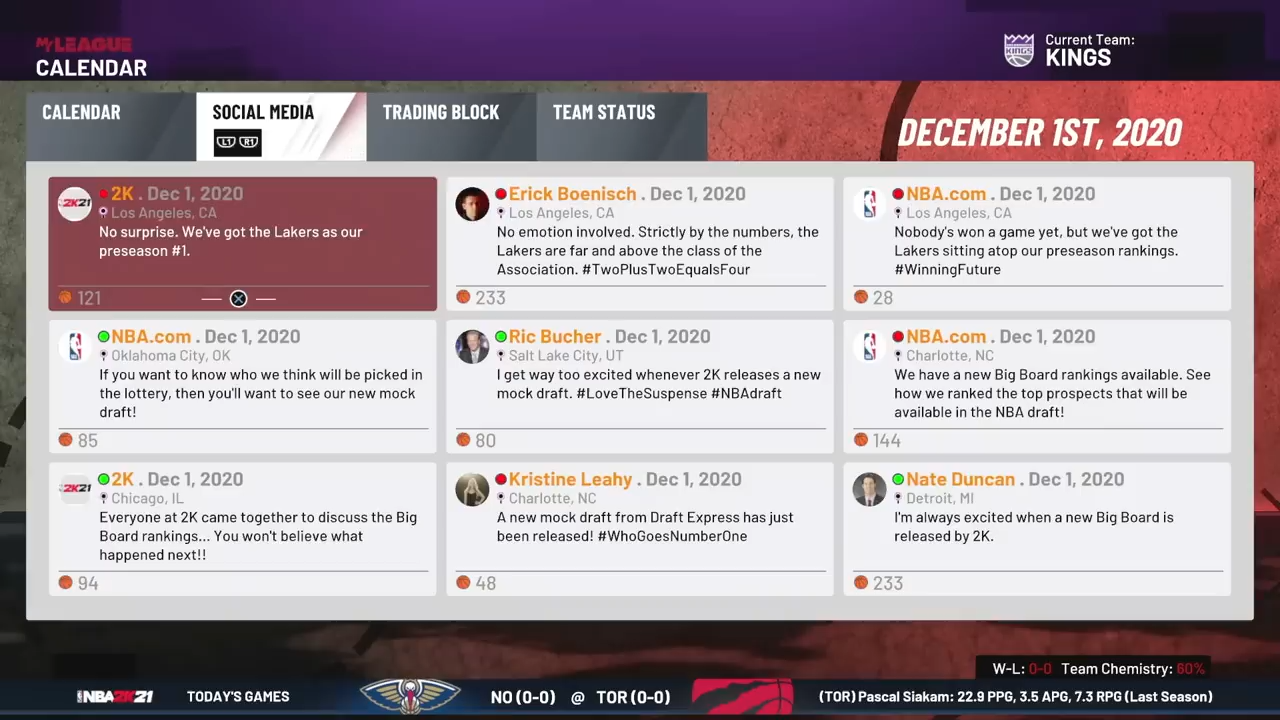 MyLEAGUE
CALENDAR
KINGS
Current Team:
KINGS
CALENDAR
SOCIAL MEDIA
TRADING BLOCK
TEAM STATUS
L1 R1
DECEMBER 1ST, 2020
2K21
2K . Dec 1, 2020
Los Angeles, CA
No surprise. We've got the Lakers as our
preseason #1.
121
Erick Boenisch . Dec 1, 2020
Los Angeles, CA
No emotion involved. Strictly by the numbers, the
Lakers are far and above the class of the
Association. #TwoPlusTwoEqualsFour
233
NBA.com . Dec 1, 2020
Los Angeles, CA
Nobody's won a game yet, but we've got the
Lakers sitting atop our preseason rankings.
#WinningFuture
28
NBA.com . Dec 1, 2020
Oklahoma City, OK
If you want to know who we think will be picked in
the lottery, then you'll want to see our new mock
draft!
85
Ric Bucher . Dec 1, 2020
Salt Lake City, UT
I get way too excited whenever 2K releases a new
mock draft. #LoveTheSuspense #NBAdraft
80
NBA.com . Dec 1, 2020
Charlotte, NC
We have a new Big Board rankings available. See
how we ranked the top prospects that will be
available in the NBA draft!
144
2K21
2K . Dec 1, 2020
Chicago, IL
Everyone at 2K came together to discuss the Big
Board rankings... You won't believe what
happened next!!
94
Kristine Leahy . Dec 1, 2020
Charlotte, NC
A new mock draft from Draft Express has just
been released! #WhoGoesNumberOne
48
Nate Duncan . Dec 1, 2020
Detroit, MI
I'm always excited when a new Big Board is
released by 2K.
233
W-L: 0-0 Team Chemistry: 60%
NBA2K21
TODAY'S GAMES
NO (0-0) @ TOR (0-0)
(TOR) Pascal Siakam: 22.9 PPG, 3.5 APG, 7.3 RPG (Last Season)